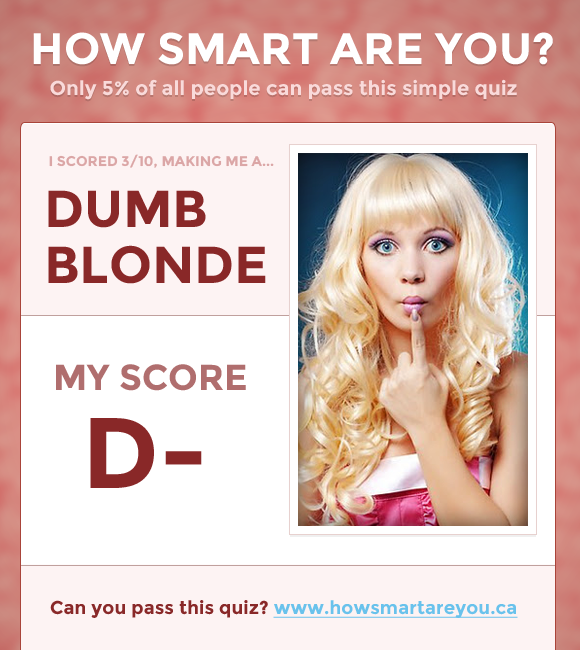 HOW SMART ARE YOU?
Only 5% of all people can pass this simple quiz
I SCORED 3/10, MAKING ME A...
DUMB
BLONDE
MY SCORE
D-
Can you pass this quiz? www.howsmartareyou.ca